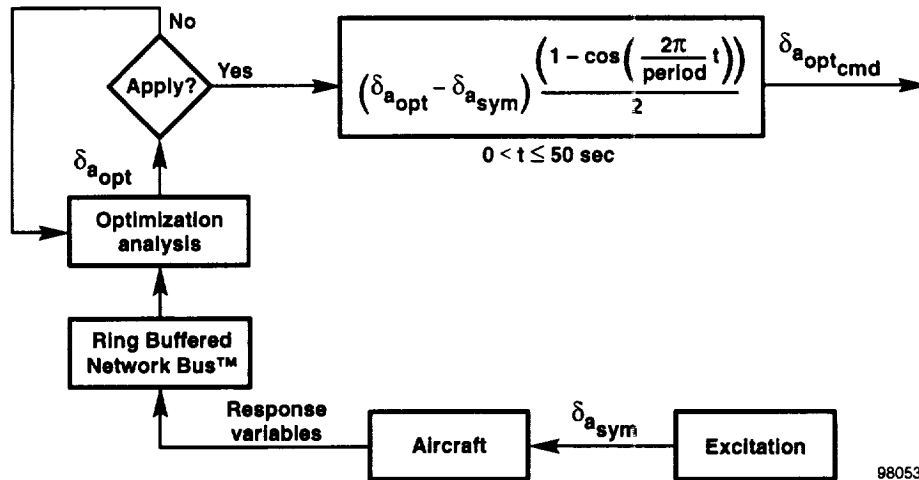 No
Apply?
Yes
(δa_opt − δa_sym) (1 − cos(2π/period t))/2
δa_opt_cmd
0 < t ≤ 50 sec
δa_opt
Optimization
analysis
Ring Buffered
Network Bus™
Response
variables
Aircraft
δa_sym
Excitation
98053